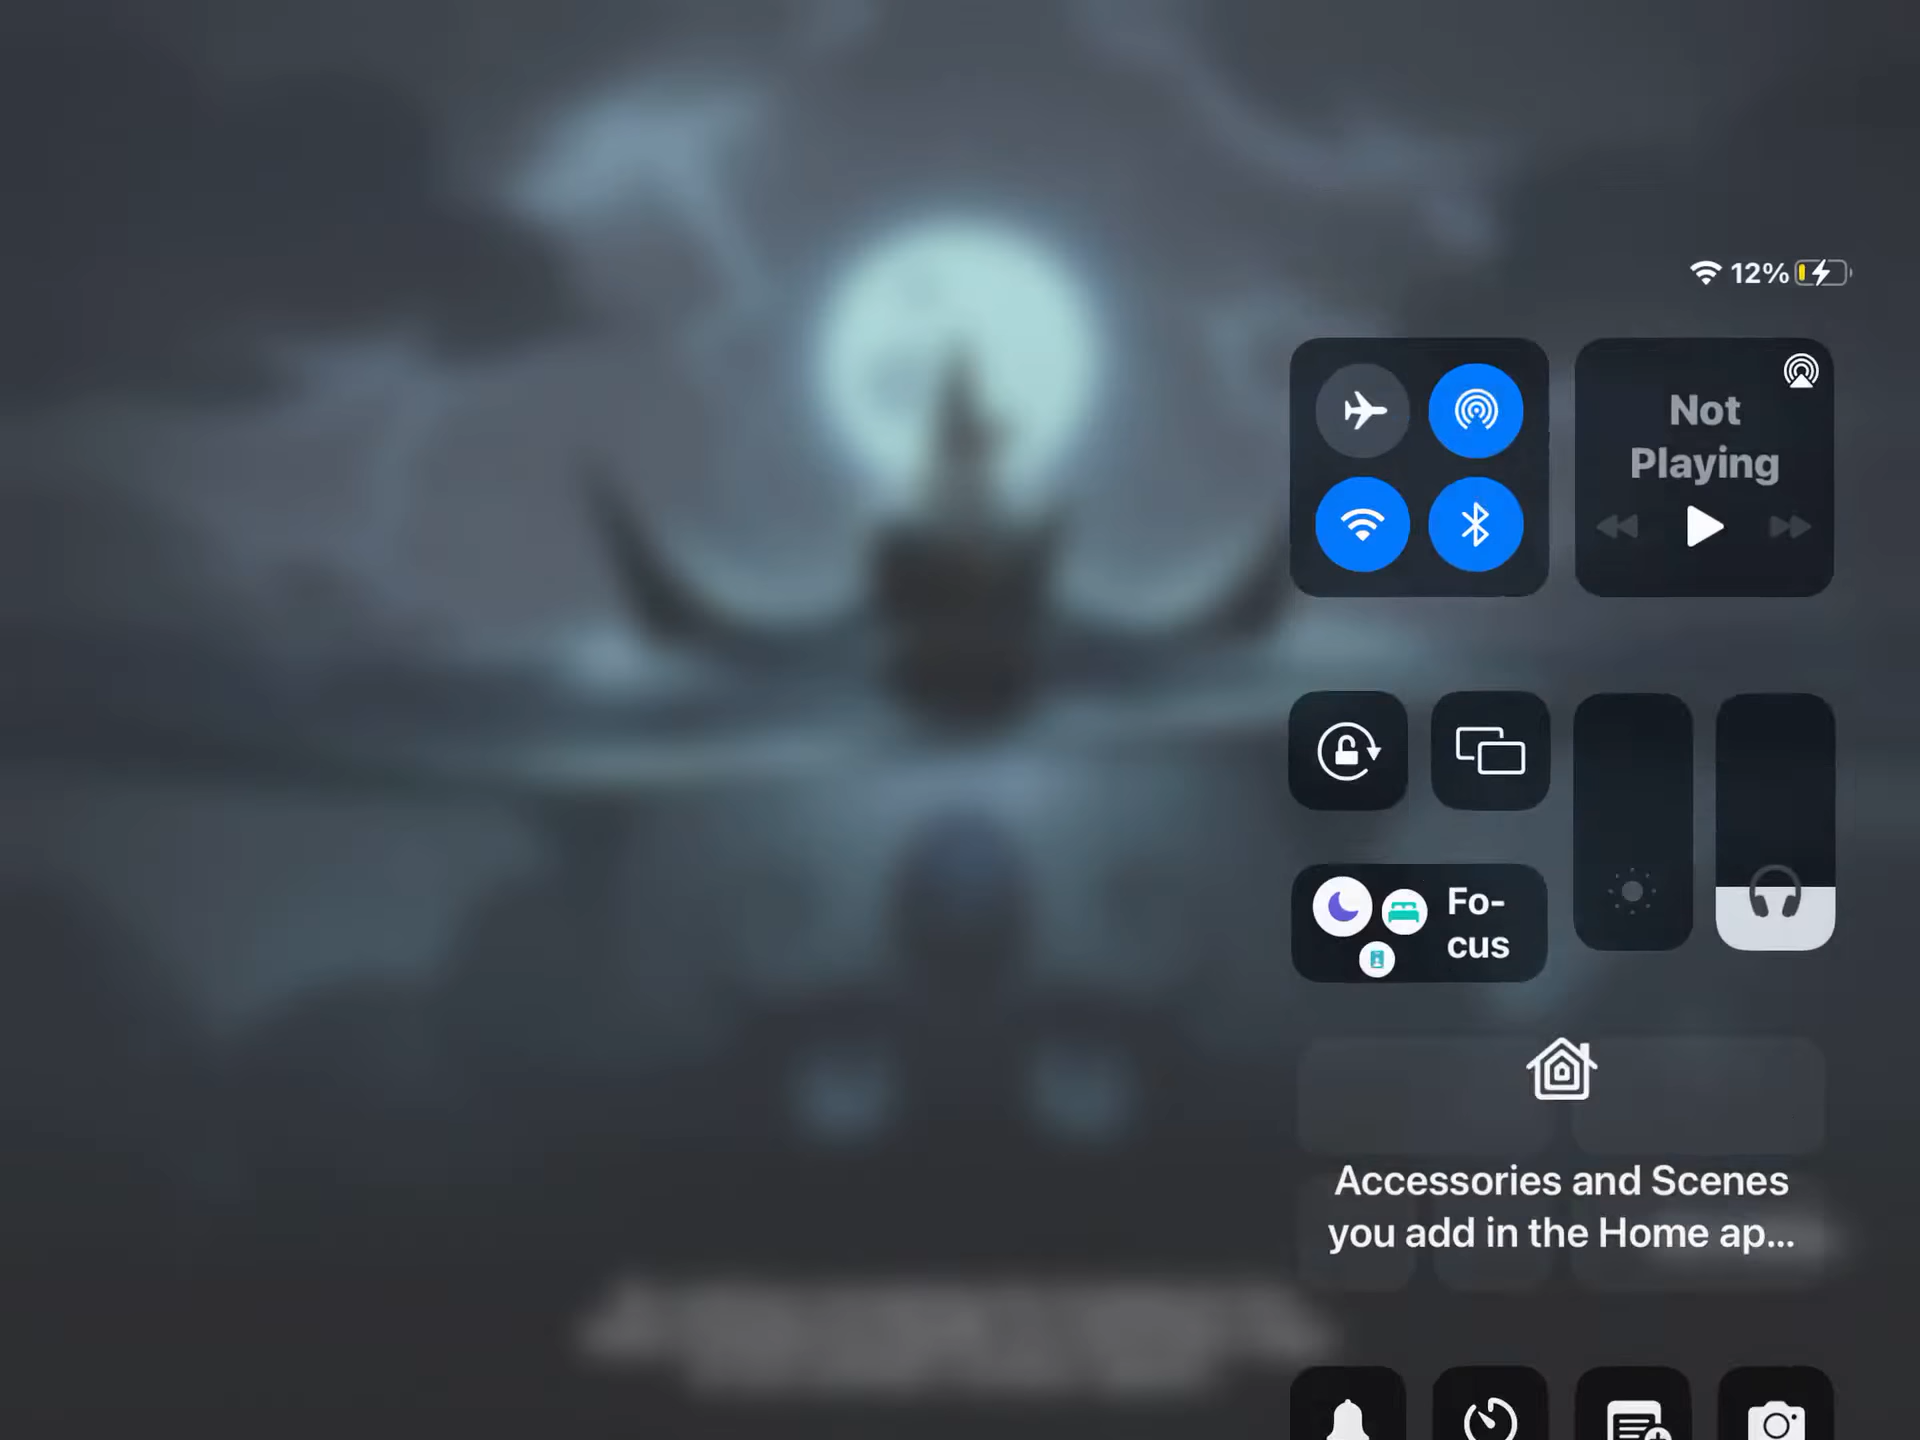 12%
Not
Playing
Fo-
cus
Accessories and Scenes
you add in the Home ap...